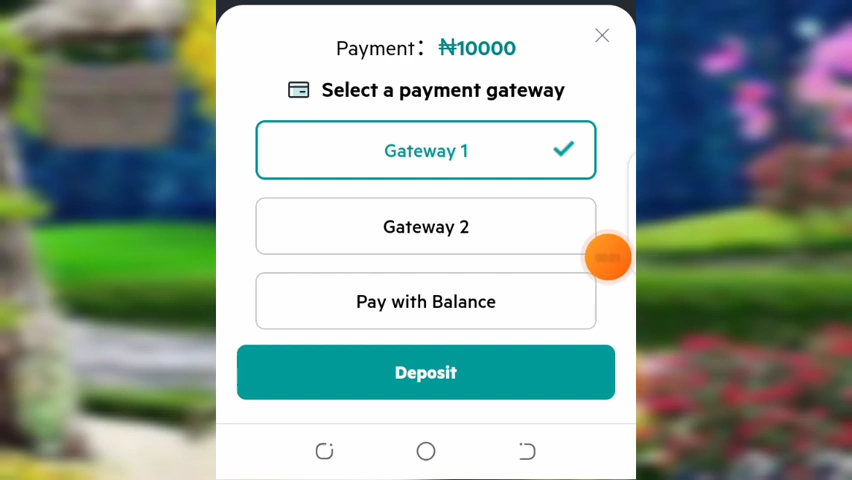 Payment： ₦10000
Select a payment gateway
Gateway 1
Gateway 2
Pay with Balance
Deposit